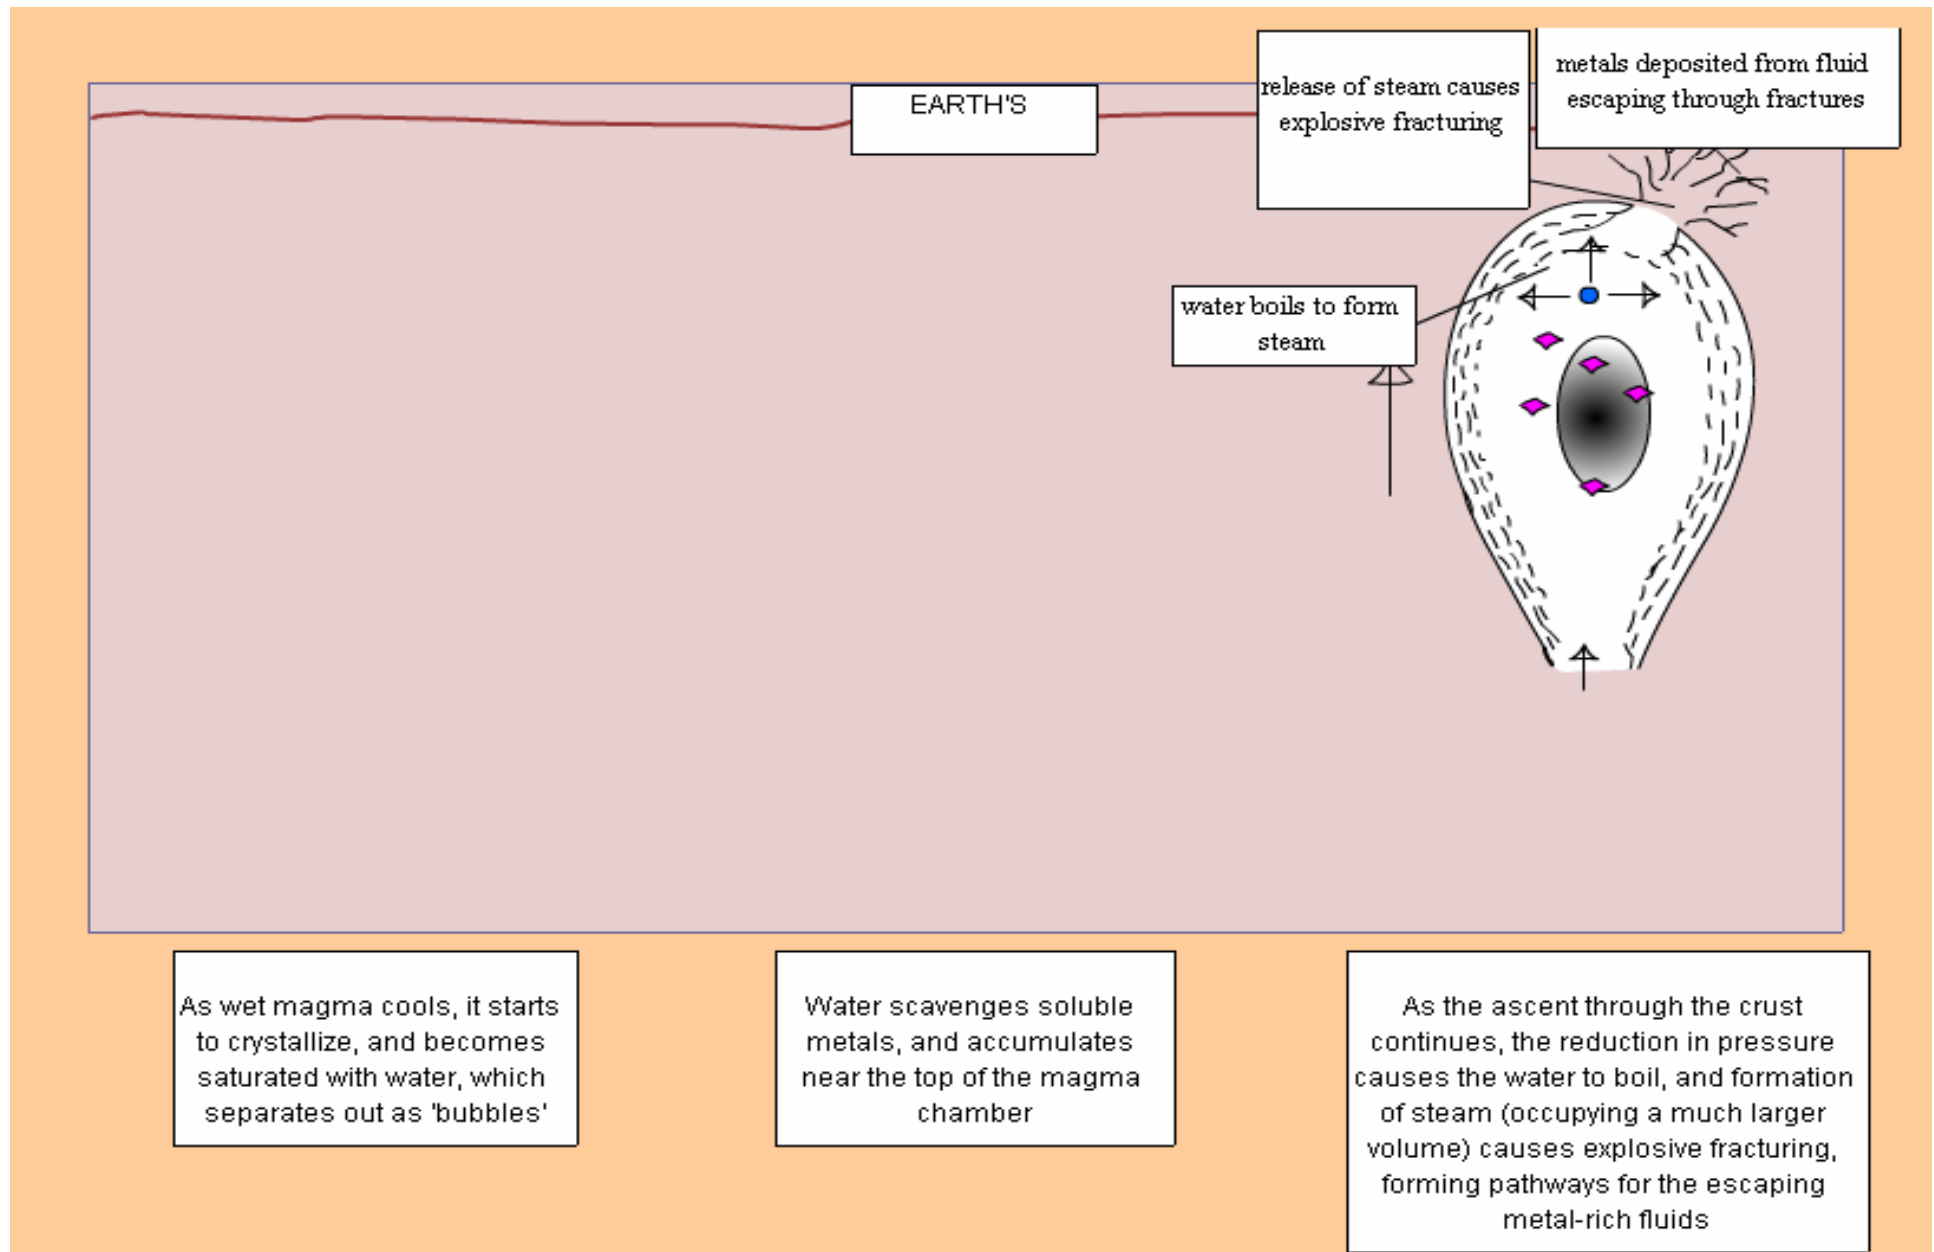 EARTH'S
release of steam causes
explosive fracturing
metals deposited from fluid
escaping through fractures
water boils to form
steam
As wet magma cools, it starts
to crystallize, and becomes
saturated with water, which
separates out as 'bubbles'
Water scavenges soluble
metals, and accumulates
near the top of the magma
chamber
As the ascent through the crust
continues, the reduction in pressure
causes the water to boil, and formation
of steam (occupying a much larger
volume) causes explosive fracturing,
forming pathways for the escaping
metal-rich fluids